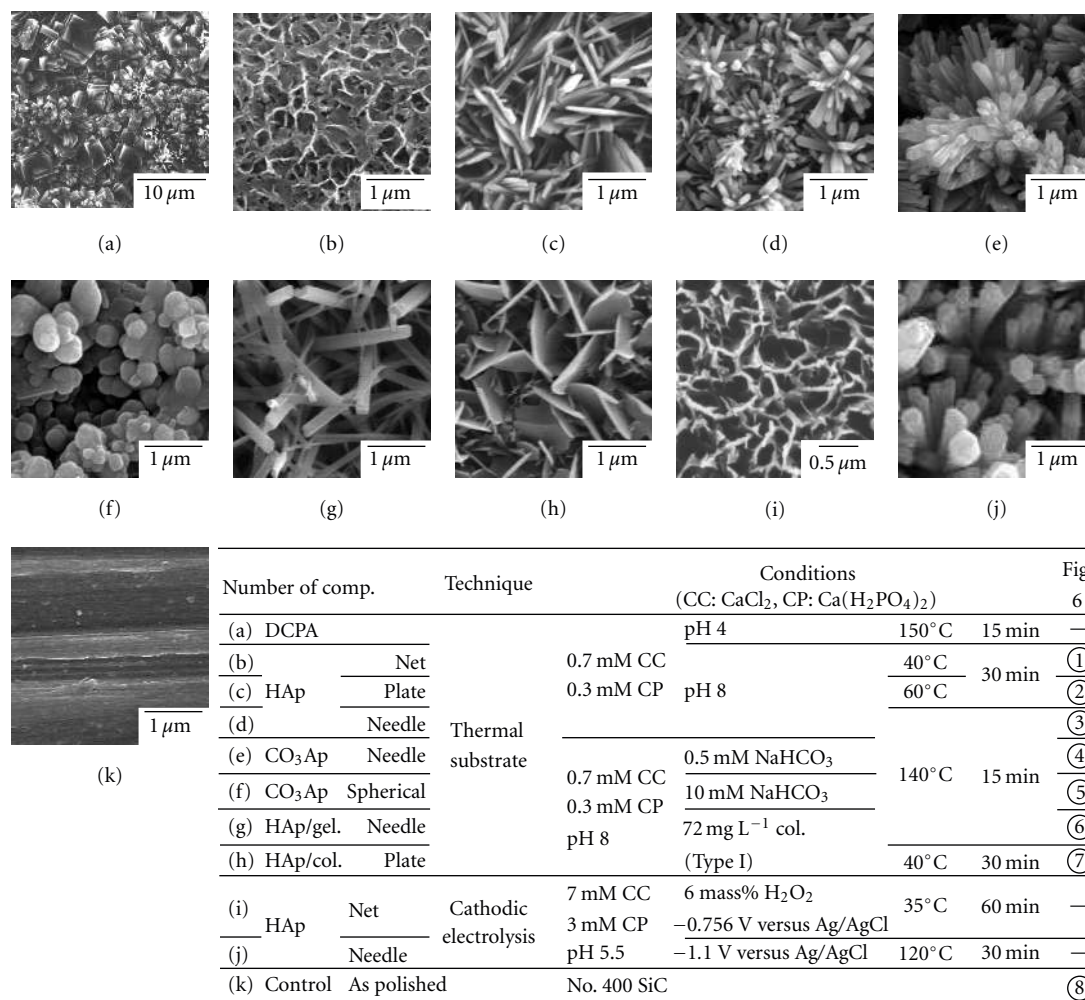 10 μm
1 μm
1 μm
1 μm
1 μm
(a)
(b)
(c)
(d)
(e)
1 μm
1 μm
1 μm
0.5 μm
1 μm
(f)
(g)
(h)
(i)
(j)
1 μm
(k)
Number of comp. Technique Conditions Fig
(CC: CaCl₂, CP: Ca(H₂PO₄)₂) 6
(a) DCPA pH 4 150°C 15 min —
(b) Net 0.7 mM CC 40°C ①
(c) HAp Plate 0.3 mM CP pH 8 60°C 30 min ②
(d) Needle Thermal ③
(e) CO₃Ap Needle substrate 0.5 mM NaHCO₃ ④
(f) CO₃Ap Spherical 0.7 mM CC 10 mM NaHCO₃ 140°C 15 min ⑤
(g) HAp/gel. Needle 0.3 mM CP 72 mg L⁻¹ col. ⑥
(h) HAp/col. Plate pH 8 (Type I) 40°C 30 min ⑦
(i) Net Cathodic 7 mM CC 6 mass% H₂O₂ 35°C 60 min —
HAp electrolysis 3 mM CP −0.756 V versus Ag/AgCl
(j) Needle pH 5.5 −1.1 V versus Ag/AgCl 120°C 30 min —
(k) Control As polished No. 400 SiC ⑧